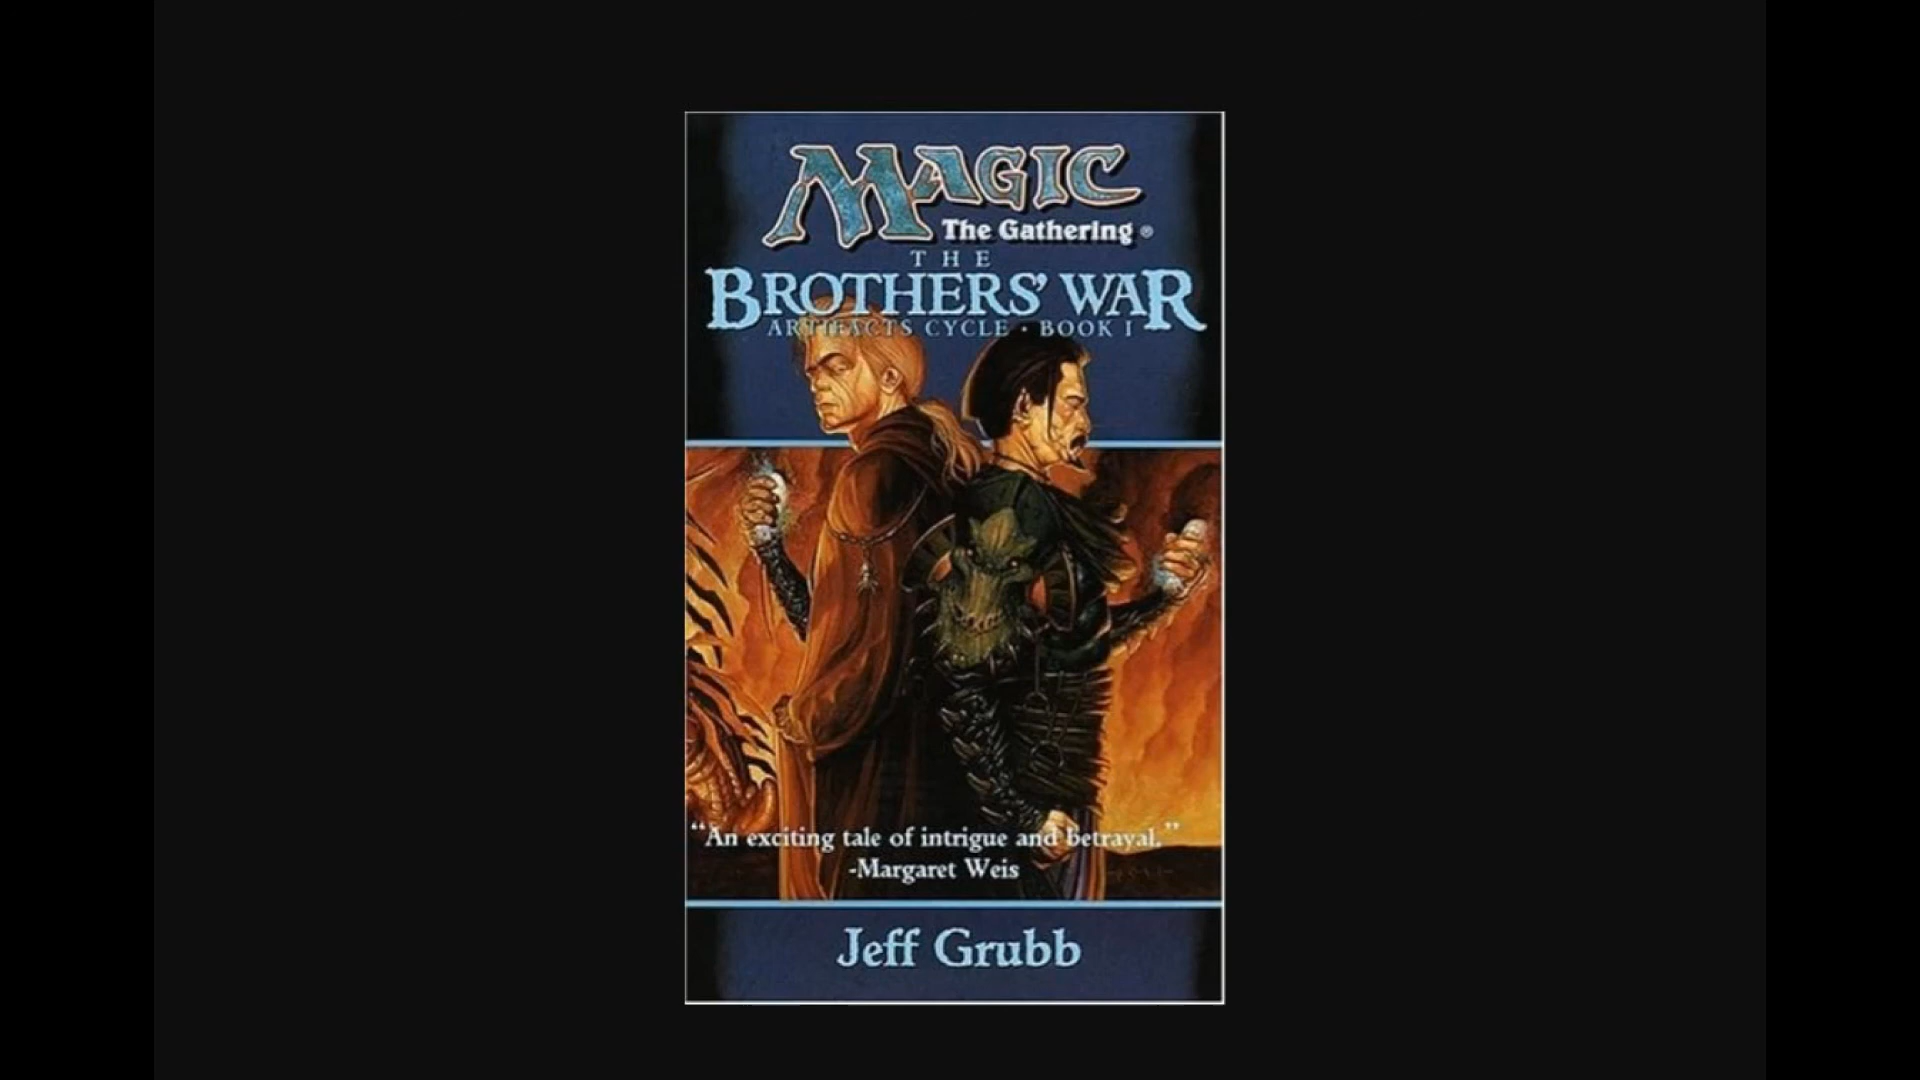 MAGIC
The Gathering®
THE
BROTHERS' WAR
ARTIFACTS CYCLE • BOOK I
“An exciting tale of intrigue and betrayal.”
-Margaret Weis
Jeff Grubb